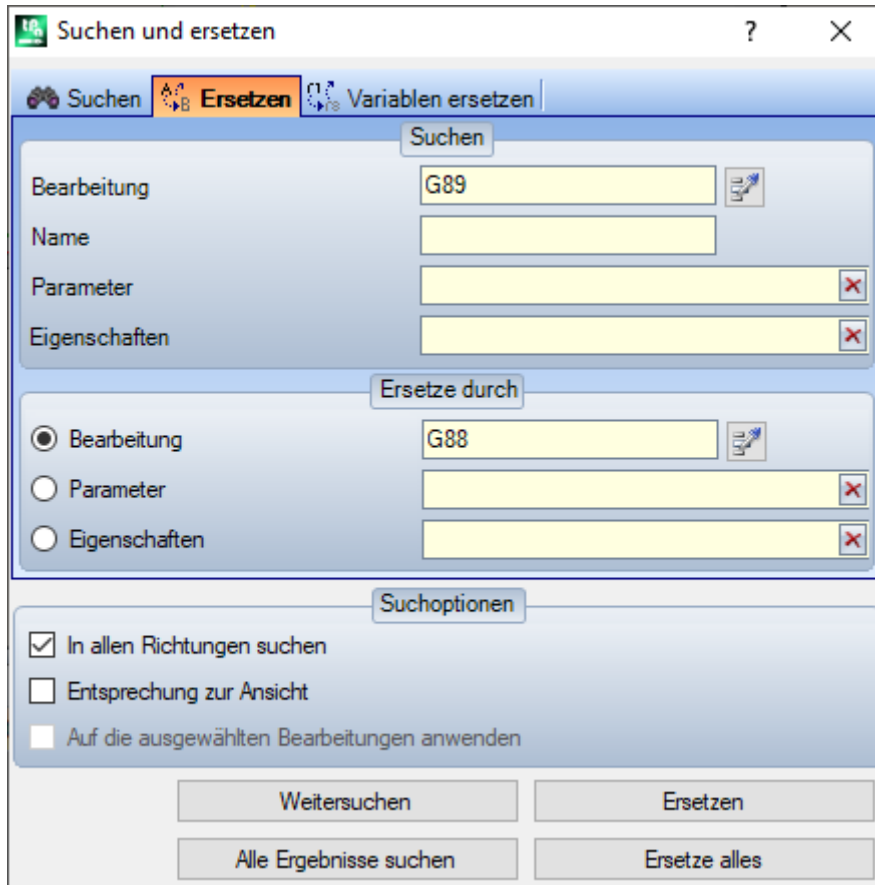 Suchen und ersetzen ?
Suchen Ersetzen Variablen ersetzen
Suchen
Bearbeitung G89
Name
Parameter
Eigenschaften
Ersetze durch
Bearbeitung G88
Parameter
Eigenschaften
Suchoptionen
In allen Richtungen suchen
Entsprechung zur Ansicht
Auf die ausgewählten Bearbeitungen anwenden
Weitersuchen Ersetzen
Alle Ergebnisse suchen Ersetze alles